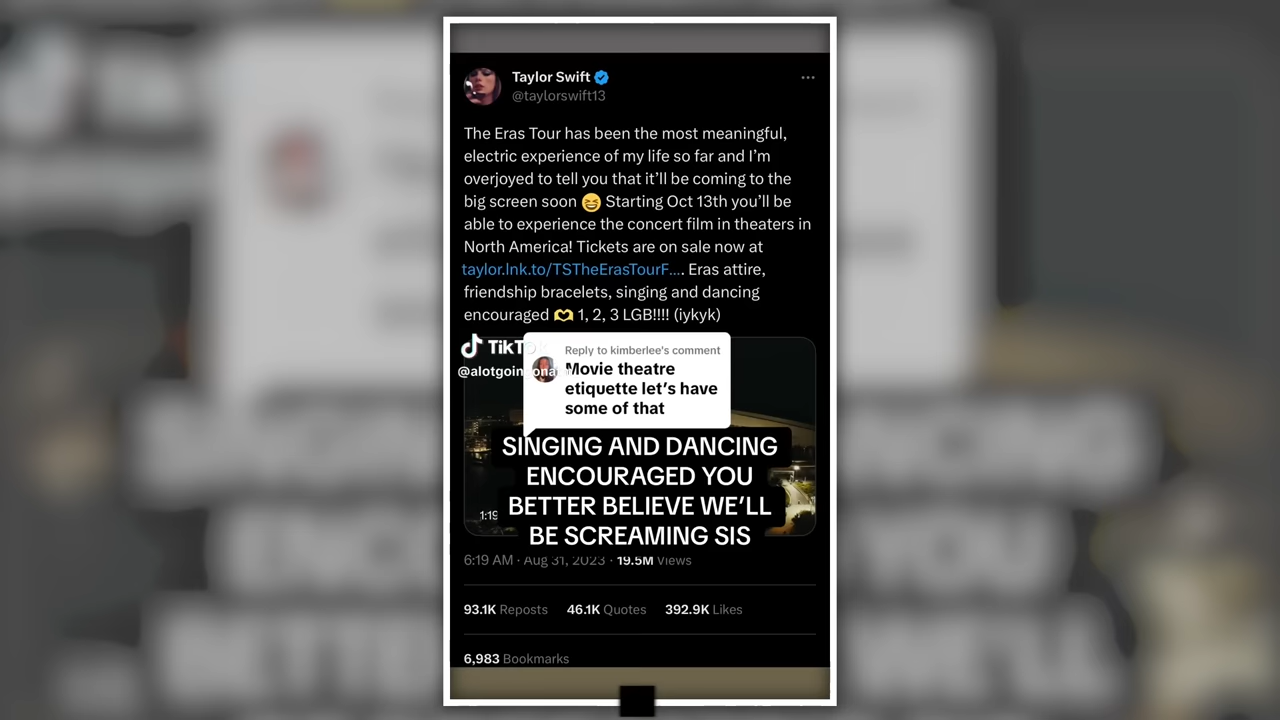 Taylor Swift
@taylorswift13
The Eras Tour has been the most meaningful,
electric experience of my life so far and I'm
overjoyed to tell you that it'll be coming to the
big screen soon 😆 Starting Oct 13th you'll be
able to experience the concert film in theaters in
North America! Tickets are on sale now at
taylor.lnk.to/TSTheErasTourF.... Eras attire,
friendship bracelets, singing and dancing
encouraged 🫶 1, 2, 3 LGB!!!! (iykyk)
TikTok
Reply to kimberlee's comment
Movie theatre
etiquette let's have
some of that
SINGING AND DANCING
ENCOURAGED YOU
BETTER BELIEVE WE'LL
BE SCREAMING SIS
1:19
6:19 AM · Aug 31, 2023 · 19.5M Views
93.1K Reposts 46.1K Quotes 392.9K Likes
6,983 Bookmarks